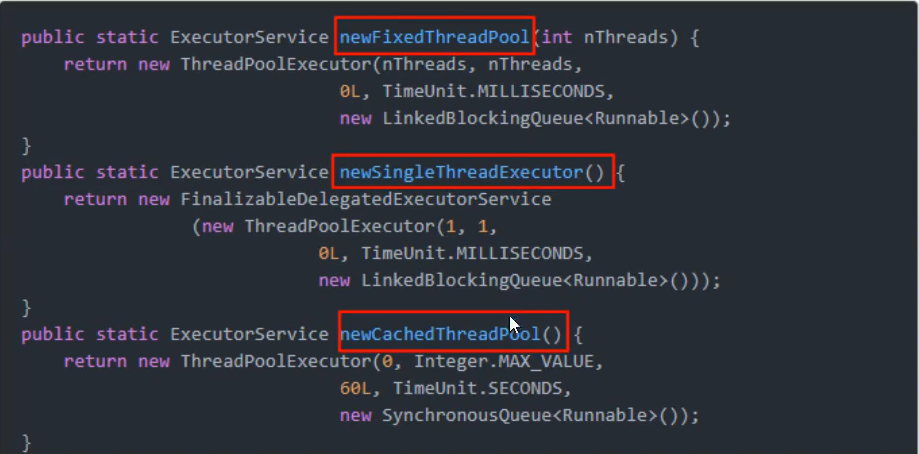 public static ExecutorService newFixedThreadPool(int nThreads) {
    return new ThreadPoolExecutor(nThreads, nThreads,
                                  0L, TimeUnit.MILLISECONDS,
                                  new LinkedBlockingQueue<Runnable>());
}
public static ExecutorService newSingleThreadExecutor() {
    return new FinalizableDelegatedExecutorService
                (new ThreadPoolExecutor(1, 1,
                                0L, TimeUnit.MILLISECONDS,
                                new LinkedBlockingQueue<Runnable>()));
}
public static ExecutorService newCachedThreadPool() {
    return new ThreadPoolExecutor(0, Integer.MAX_VALUE,
                                  60L, TimeUnit.SECONDS,
                                  new SynchronousQueue<Runnable>());
}